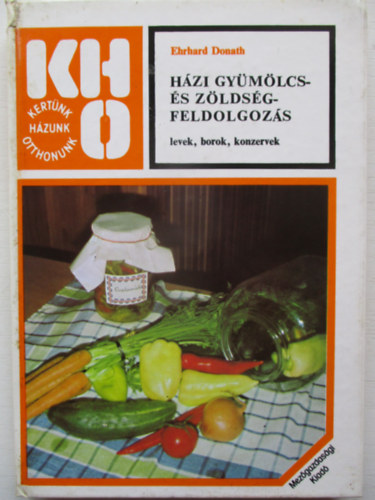 KH
O
KERTÜNK
HÁZUNK
OTTHONUNK
Ehrhard Donath
HÁZI GYÜMÖLCS-
ÉS ZÖLDSÉG-
FELDOLGOZÁS
levek, borok, konzervek
Mezőgazdasági
Kiadó